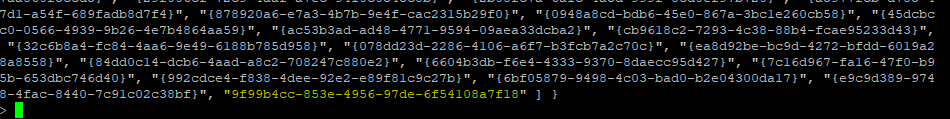 7d1-a54f-689fadb8d7f4}", "{878920a6-e7a3-4b7b-9e4f-cac2315b29f0}", "{0948a8cd-bdb6-45e0-867a-3bc1e260cb58}", "{45dcbc
c0-0566-4939-9b26-4e7b4864aa59}", "{ac53b3ad-ad48-4771-9594-09aea33dcba2}", "{cb9618c2-7293-4c38-88b4-fcae95233d43}",
"{32c6b8a4-fc84-4aa6-9e49-6188b785d958}", "{078dd23d-2286-4106-a6f7-b3fcb7a2c70c}", "{ea8d92be-bc9d-4272-bfdd-6019a2
8a8558}", "{84dd0c14-dcb6-4aad-a8c2-708247c880e2}", "{6604b3db-f6e4-4333-9370-8daecc95d427}", "{7c16d967-fa16-47f0-b9
5b-653dbc746d40}", "{992cdce4-f838-4dee-92e2-e89f81c9c27b}", "{6bf05879-9498-4c03-bad0-b2e04300da17}", "{e9c9d389-974
8-4fac-8440-7c91c02c38bf}", "9f99b4cc-853e-4956-97de-6f54108a7f18" ] }
>